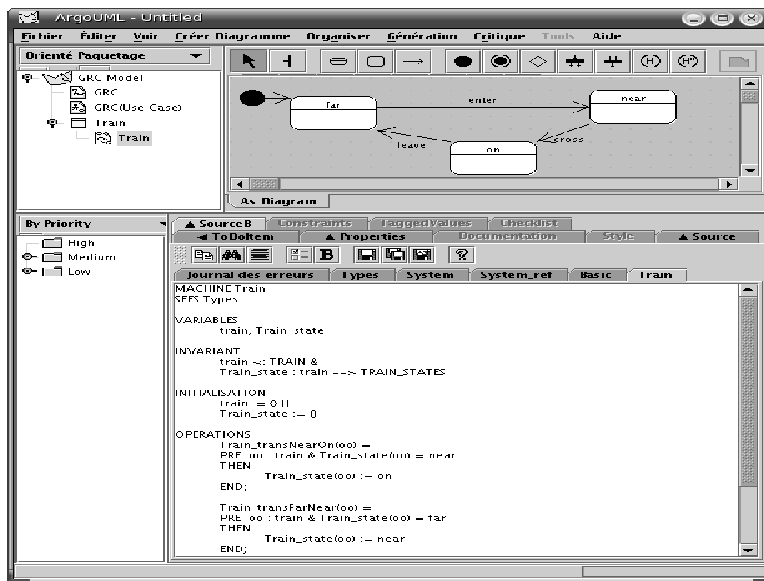 ArgoUML - Untitled
Fichier Éditer Voir Créer Diagramme Organiser Génération Critique Tools Aide
Orienté Paquetage
GRC Model
GRC
GRC(Use Case)
Train
Train
far
enter
near
leave
on
cross
As Diagram
By Priority
High
Medium
Low
Source B Constraints TaggedValues Checklist
ToDoItem Properties Documentation Style Source
Journal des erreurs Types System System_ref Basic Train
MACHINE Train
SEES Types
VARIABLES
train, Train_state
INVARIANT
train <: TRAIN &
Train_state : train --> TRAIN_STATES
INITIALISATION
train := {} ||
Train_state := {}
OPERATIONS
Train_transNearOn(oo) =
PRE oo : train & Train_state(oo) = near
THEN
Train_state(oo) := on
END;
Train_transFarNear(oo) =
PRE oo : train & Train_state(oo) = far
THEN
Train_state(oo) := near
END;